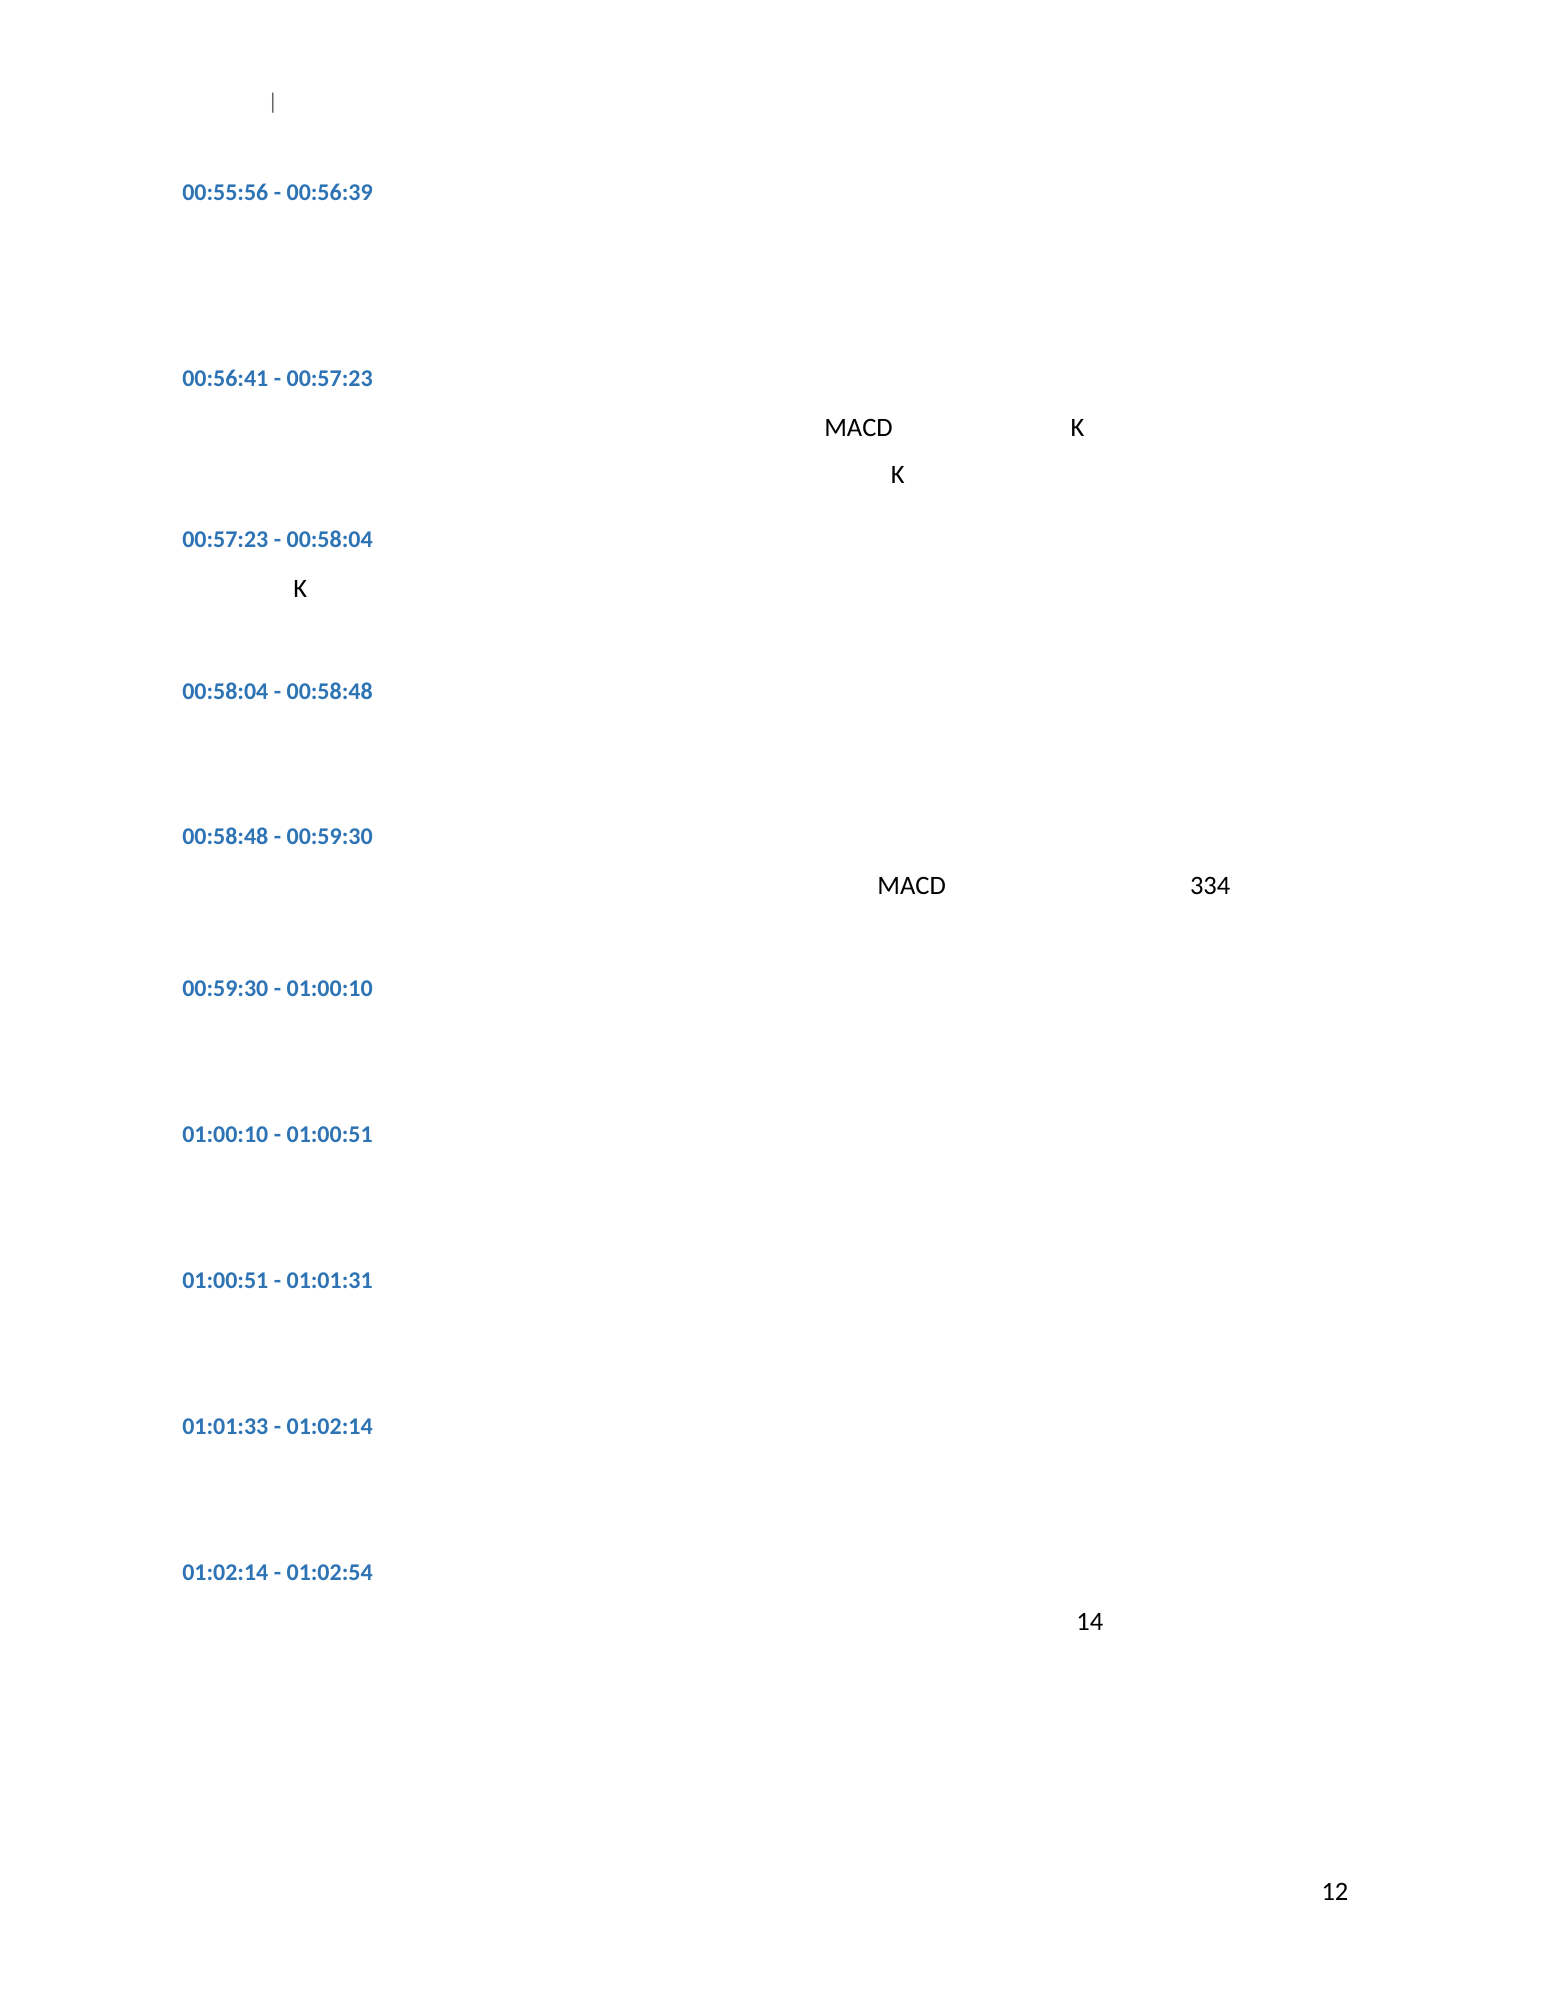 |
00:55:56 - 00:56:39
00:56:41 - 00:57:23
MACD K
K
00:57:23 - 00:58:04
K
00:58:04 - 00:58:48
00:58:48 - 00:59:30
MACD 334
00:59:30 - 01:00:10
01:00:10 - 01:00:51
01:00:51 - 01:01:31
01:01:33 - 01:02:14
01:02:14 - 01:02:54
14
12